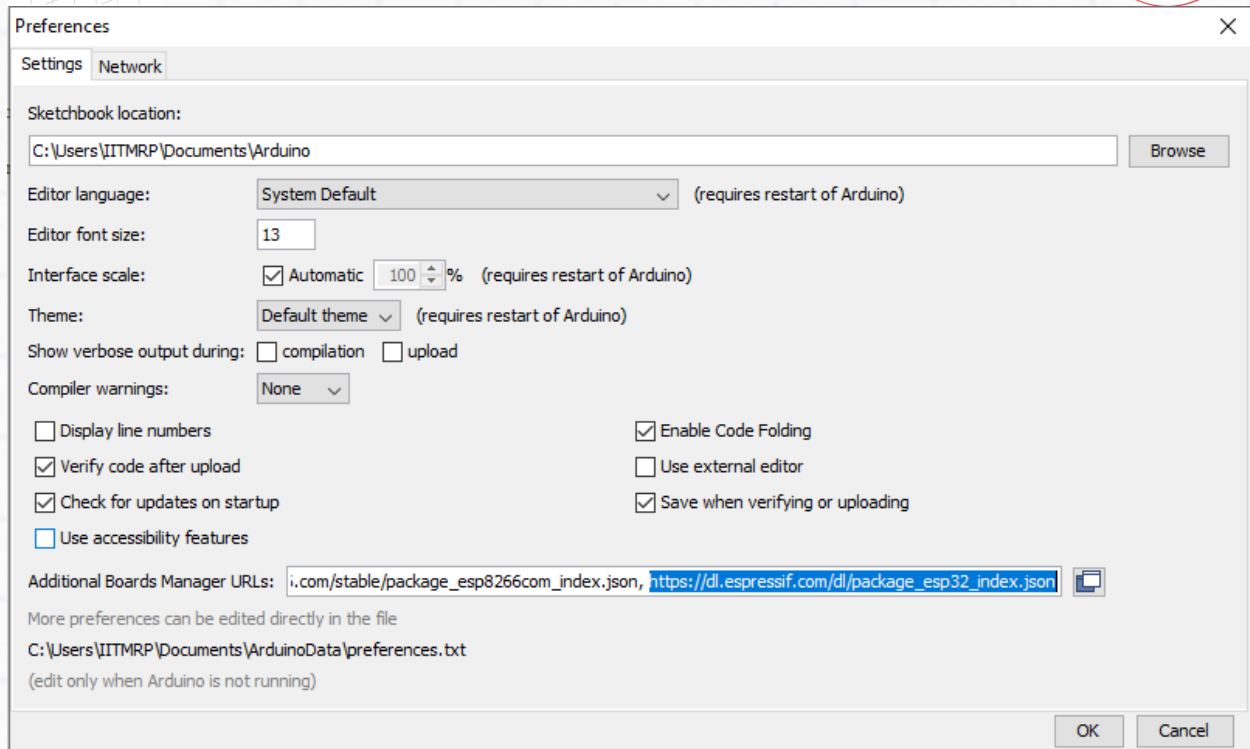 Preferences
Settings Network
Sketchbook location:
C:\Users\IITMRP\Documents\Arduino Browse
Editor language: System Default (requires restart of Arduino)
Editor font size: 13
Interface scale: Automatic 100 % (requires restart of Arduino)
Theme: Default theme (requires restart of Arduino)
Show verbose output during: compilation upload
Compiler warnings: None
Display line numbers Enable Code Folding
Verify code after upload Use external editor
Check for updates on startup Save when verifying or uploading
Use accessibility features
Additional Boards Manager URLs: .com/stable/package_esp8266com_index.json, https://dl.espressif.com/dl/package_esp32_index.json
More preferences can be edited directly in the file
C:\Users\IITMRP\Documents\ArduinoData\preferences.txt
(edit only when Arduino is not running)
OK Cancel